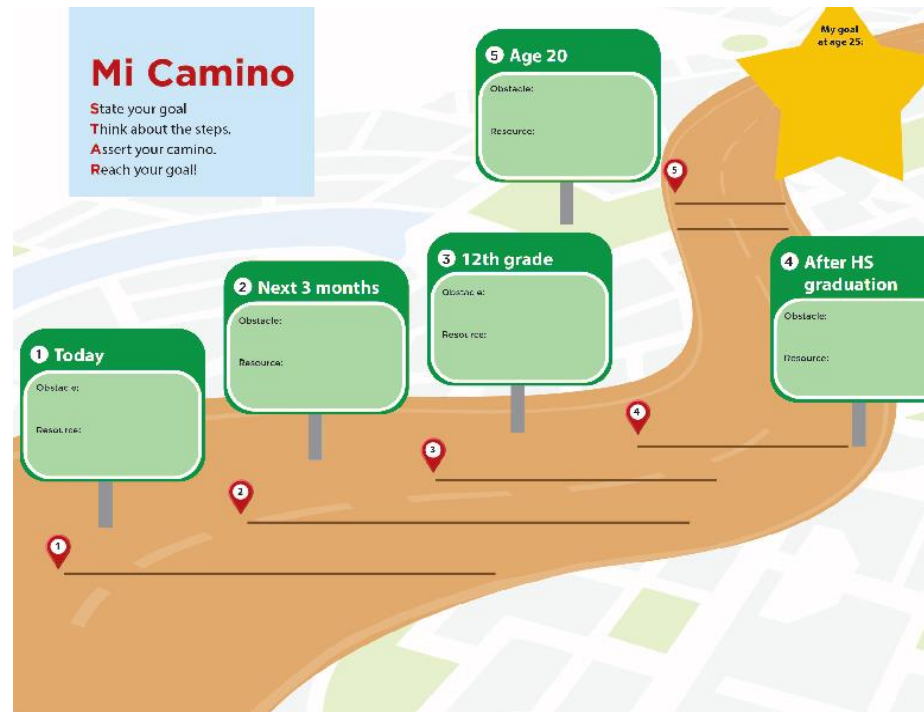 Mi Camino
State your goal
Think about the steps.
Assert your camino.
Reach your goal!
My goal
at age 25:
5 Age 20
Obstacle:
Resource:
5
3 12th grade
Obstacle:
Resource:
4 After HS
graduation
Obstacle:
Resource:
2 Next 3 months
Obstacle:
Resource:
1 Today
Obstacle:
Resource:
4
3
2
1